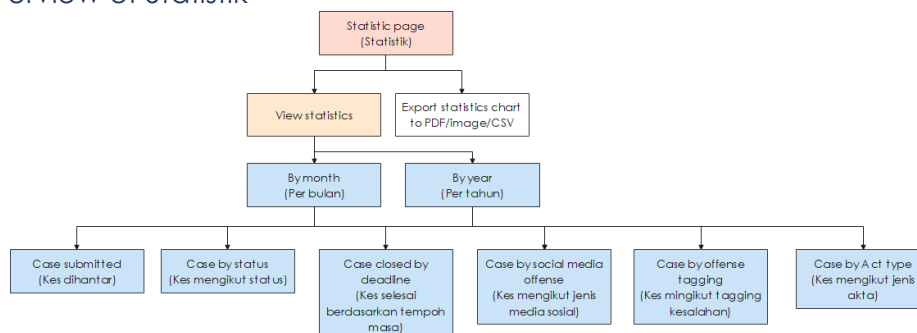 erview of Statistik
Statistic page
(Statistik)
View statistics
Export statistics chart
to PDF/image/CSV
By month
(Per bulan)
By year
(Per tahun)
Case submitted
(Kes dihantar)
Case by status
(Kes mengikut status)
Case closed by
deadline
(Kes selesai
berdasarkan tempoh
masa)
Case by social media
offense
(Kes mengikut jenis
media sosial)
Case by offense
tagging
(Kes mingikut tagging
kesalahan)
Case by Act type
(Kes mengikut jenis
akta)